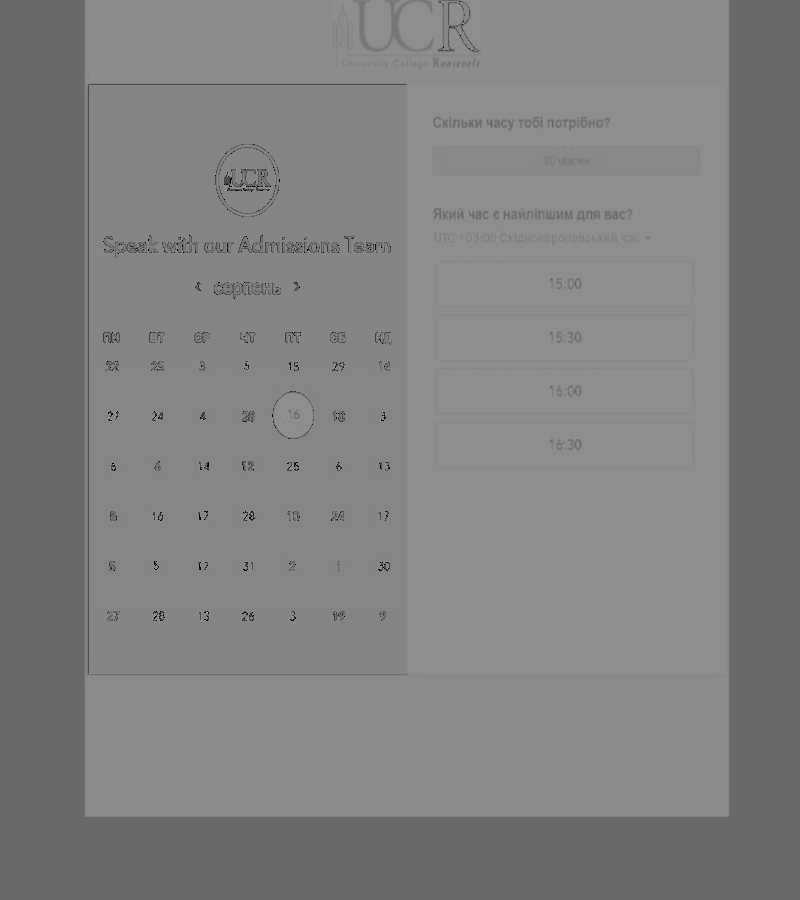 UCR
University College Roosevelt
UCR
Speak with our Admissions Team
серпень
ПН ВТ СР ЧТ ПТ СБ НД
22 25 3 5 15 29 14
27 24 4 26 16 18 3
6 6 14 12 25 6 13
8 16 17 28 10 24 17
5 5 17 31 2 1 30
27 28 13 26 3 19 9
Скільки часу тобі потрібно?
30 хвилин
Який час є найліпшим для вас?
UTC +03:00 Східноєвропейський час
15:00
15:30
16:00
16:30